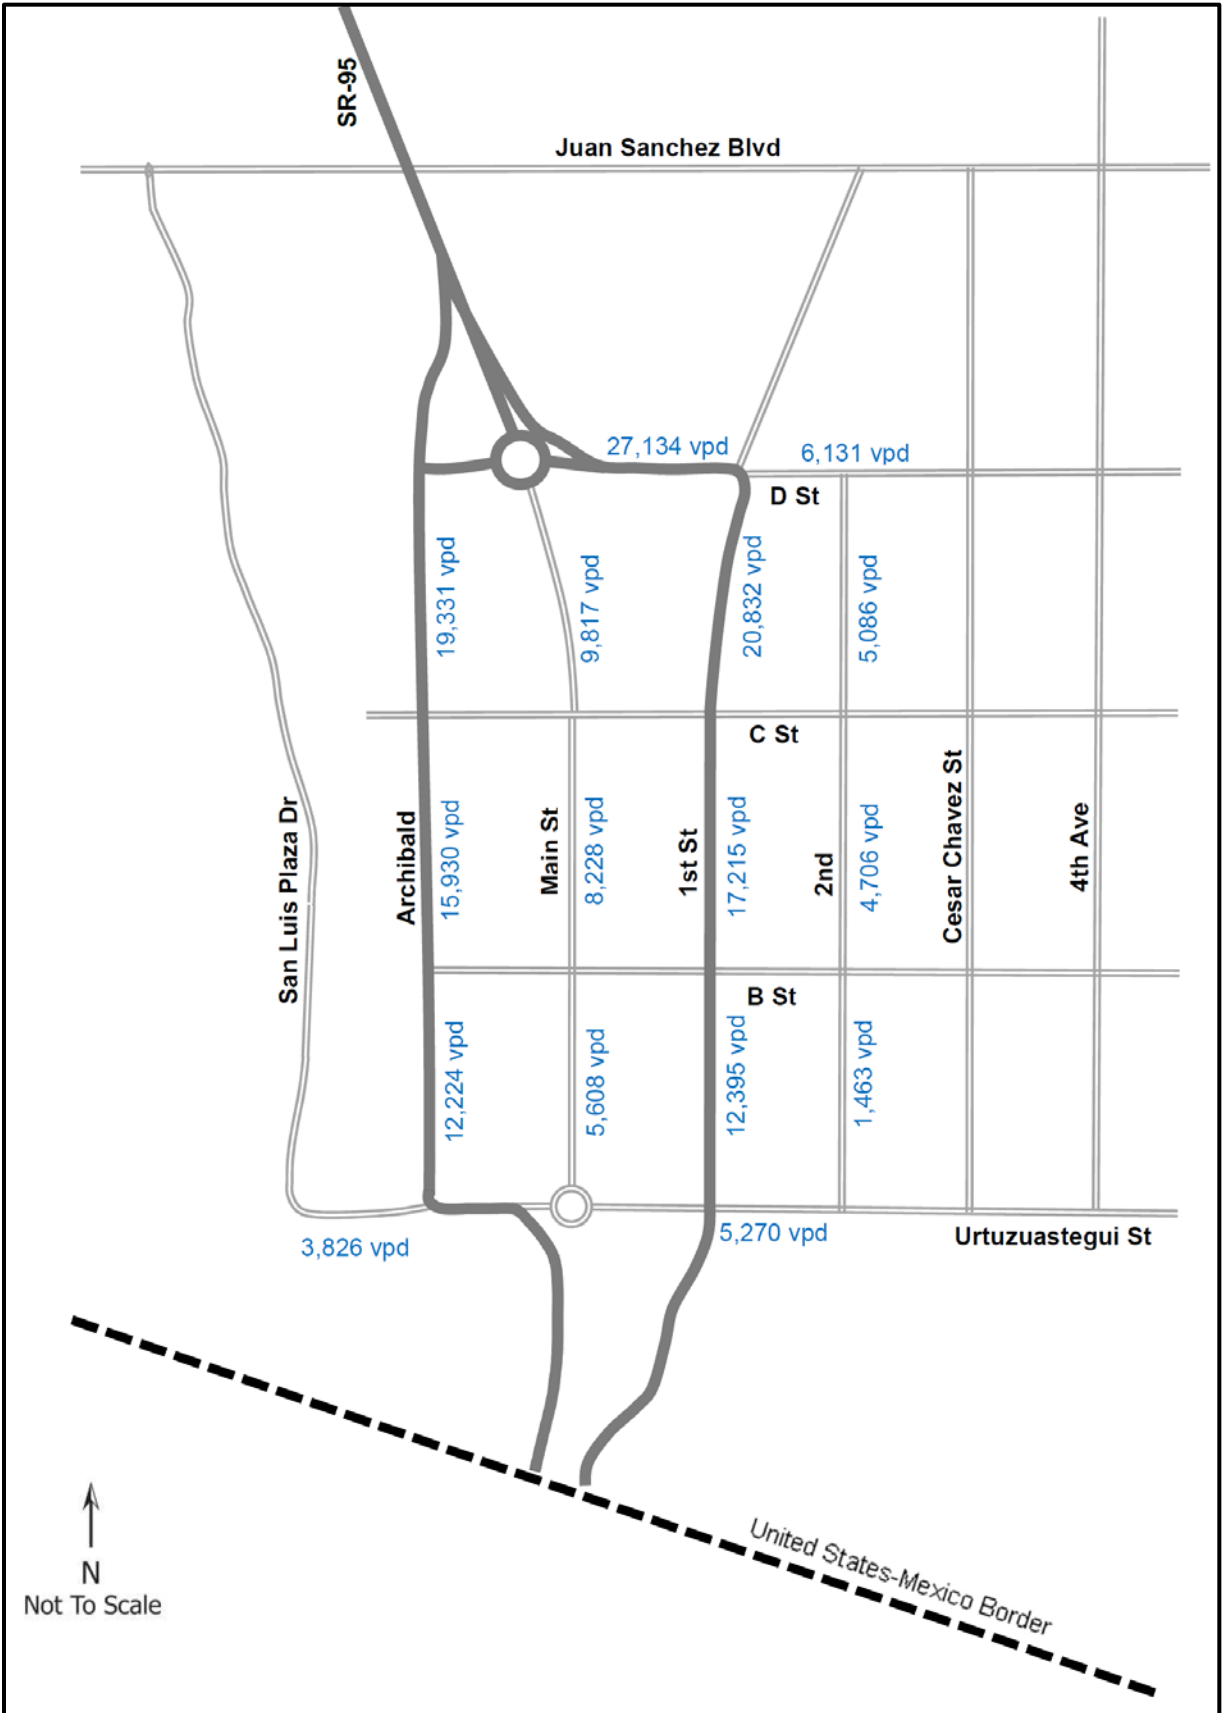 SR-95
Juan Sanchez Blvd
27,134 vpd
6,131 vpd
D St
19,331 vpd
9,817 vpd
20,832 vpd
5,086 vpd
C St
San Luis Plaza Dr
Archibald
15,930 vpd
Main St
8,228 vpd
1st St
17,215 vpd
2nd
4,706 vpd
Cesar Chavez St
4th Ave
B St
12,224 vpd
5,608 vpd
12,395 vpd
1,463 vpd
3,826 vpd
5,270 vpd
Urtuzuastegui St
United States-Mexico Border
N
Not To Scale